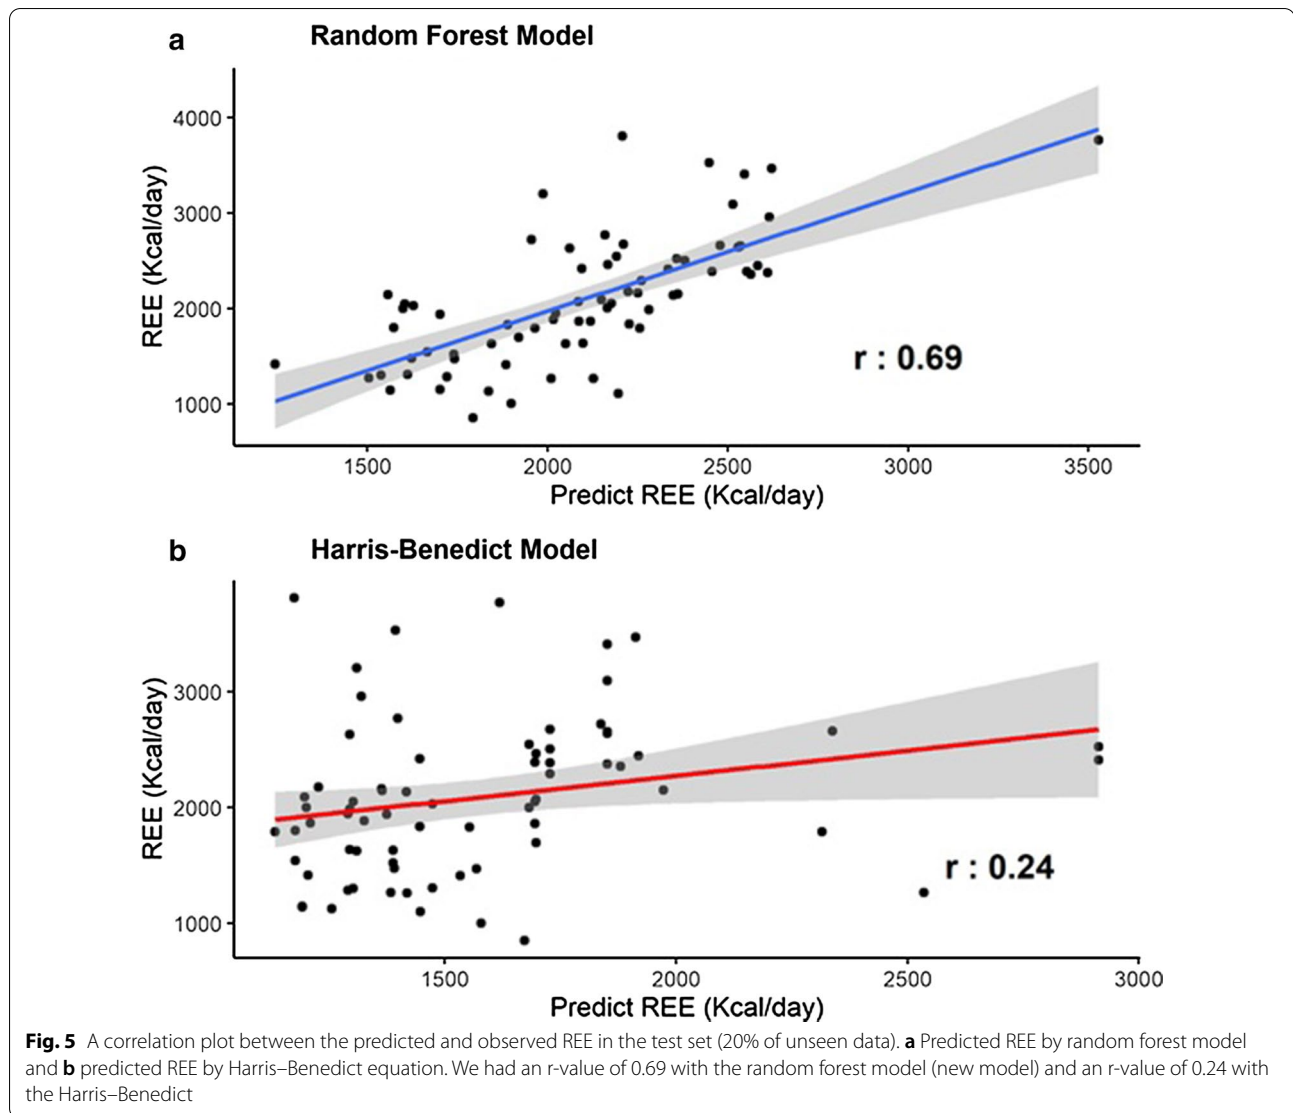 a
Random Forest Model
4000
3000
2000
1000
REE (Kcal/day)
r : 0.69
1500 2000 2500 3000 3500
Predict REE (Kcal/day)
b
Harris-Benedict Model
3000
2000
1000
REE (Kcal/day)
r : 0.24
1500 2000 2500 3000
Predict REE (Kcal/day)
Fig. 5 A correlation plot between the predicted and observed REE in the test set (20% of unseen data). a Predicted REE by random forest model
and b predicted REE by Harris–Benedict equation. We had an r-value of 0.69 with the random forest model (new model) and an r-value of 0.24 with
the Harris–Benedict